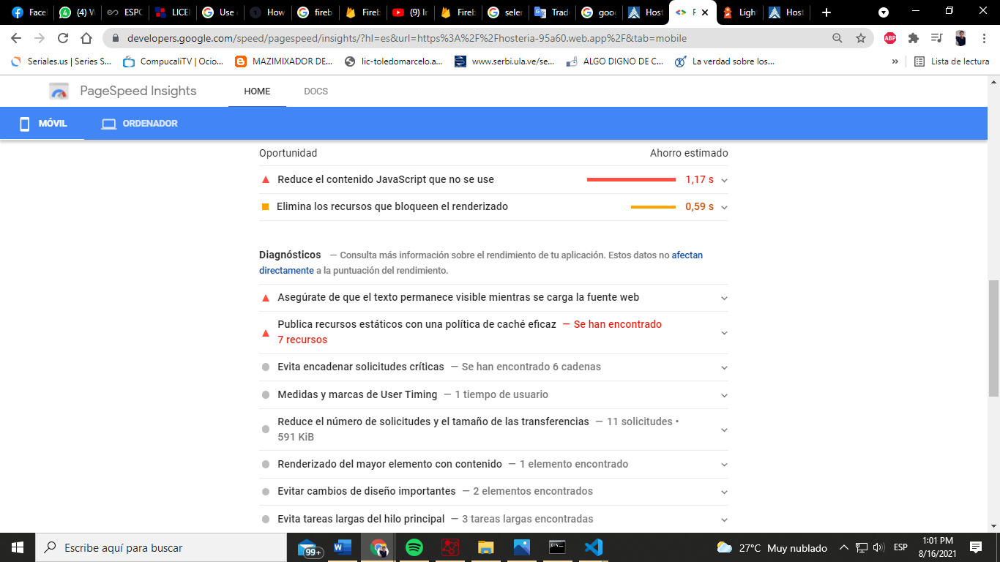 Facel
(4) W
ESPC
LICEI
Use
How
fireb
Fireb
(9) Ir
Fireb
seler
Trad
goog
Host
P
Light
Host
developers.google.com/speed/pagespeed/insights/?hl=es&url=https%3A%2F%2Fhosteria-95a60.web.app%2F&tab=mobile
ABP
Seriales.us | Series S...
CompucaliTV | Ocio...
MAZIMIXADOR DE...
lic-toledomarcelo.a...
www.serbi.ula.ve/se...
ALGO DIGNO DE C...
La verdad sobre los...
»
Lista de lectura
PageSpeed Insights
HOME
DOCS
MÓVIL
ORDENADOR
Oportunidad
Ahorro estimado
Reduce el contenido JavaScript que no se use
1,17 s
Elimina los recursos que bloqueen el renderizado
0,59 s
Diagnósticos — Consulta más información sobre el rendimiento de tu aplicación. Estos datos no afectan
directamente a la puntuación del rendimiento.
Asegúrate de que el texto permanece visible mientras se carga la fuente web
Publica recursos estáticos con una política de caché eficaz — Se han encontrado
7 recursos
Evita encadenar solicitudes críticas — Se han encontrado 6 cadenas
Medidas y marcas de User Timing — 1 tiempo de usuario
Reduce el número de solicitudes y el tamaño de las transferencias — 11 solicitudes •
591 KiB
Renderizado del mayor elemento con contenido — 1 elemento encontrado
Evitar cambios de diseño importantes — 2 elementos encontrados
Evita tareas largas del hilo principal — 3 tareas largas encontradas
Escribe aquí para buscar
99+
27°C Muy nublado
ESP
1:01 PM
8/16/2021